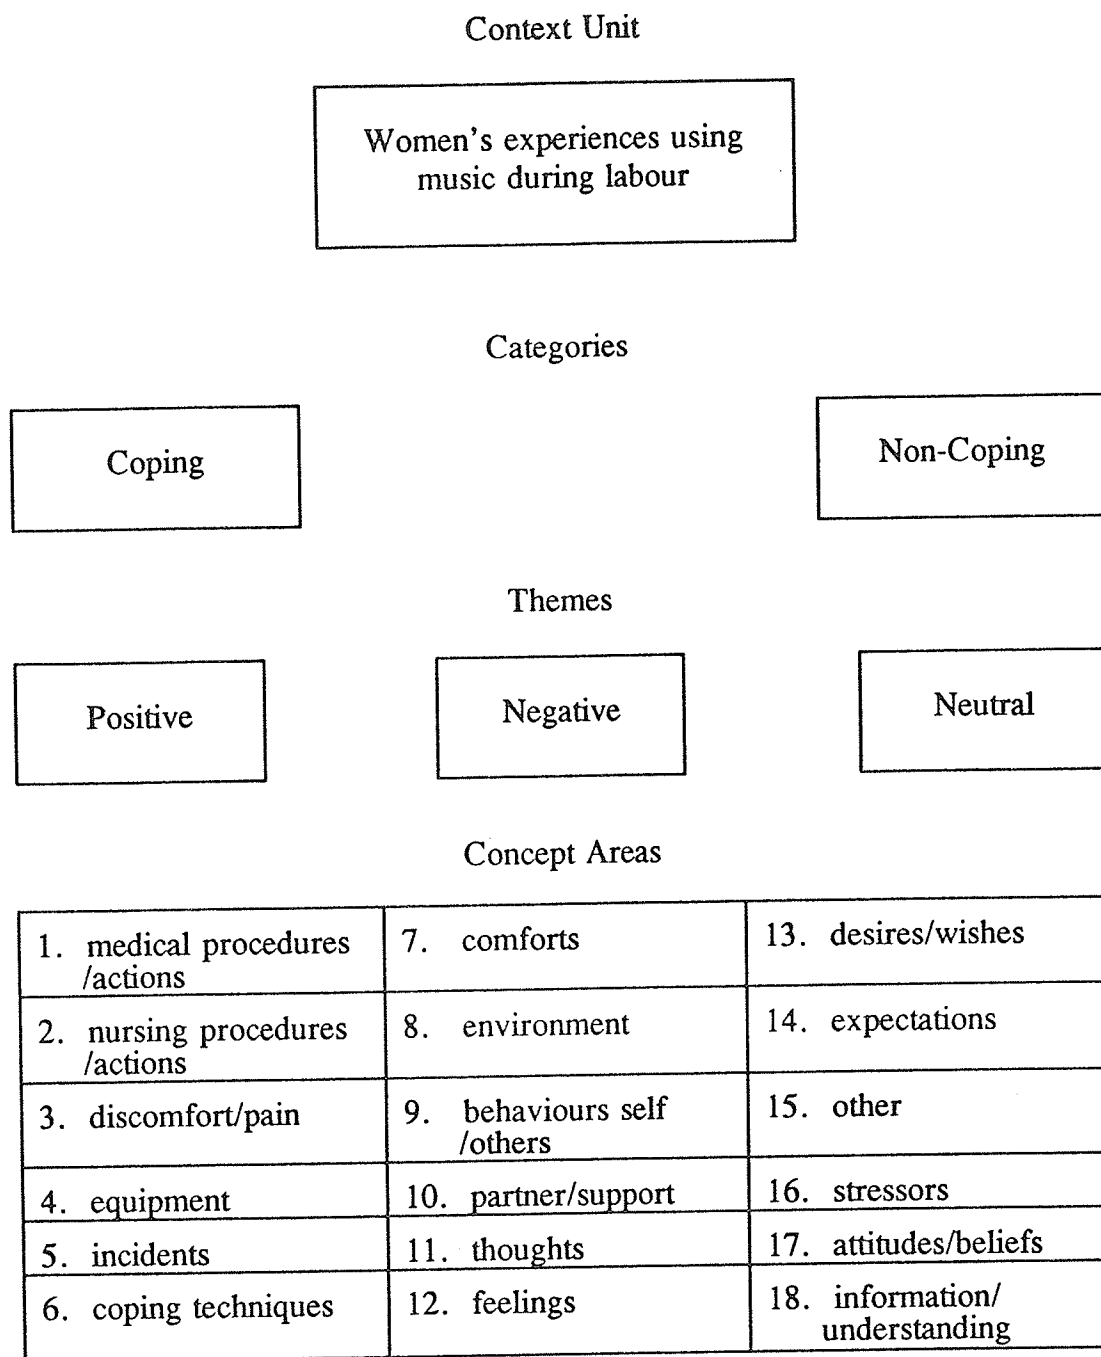 Context Unit
Women's experiences using
music during labour
Categories
Coping
Non-Coping
Themes
Positive
Negative
Neutral
Concept Areas
1. medical procedures
/actions
2. nursing procedures
/actions
3. discomfort/pain
4. equipment
5. incidents
6. coping techniques
7. comforts
8. environment
9. behaviours self
/others
10. partner/support
11. thoughts
12. feelings
13. desires/wishes
14. expectations
15. other
16. stressors
17. attitudes/beliefs
18. information/
understanding